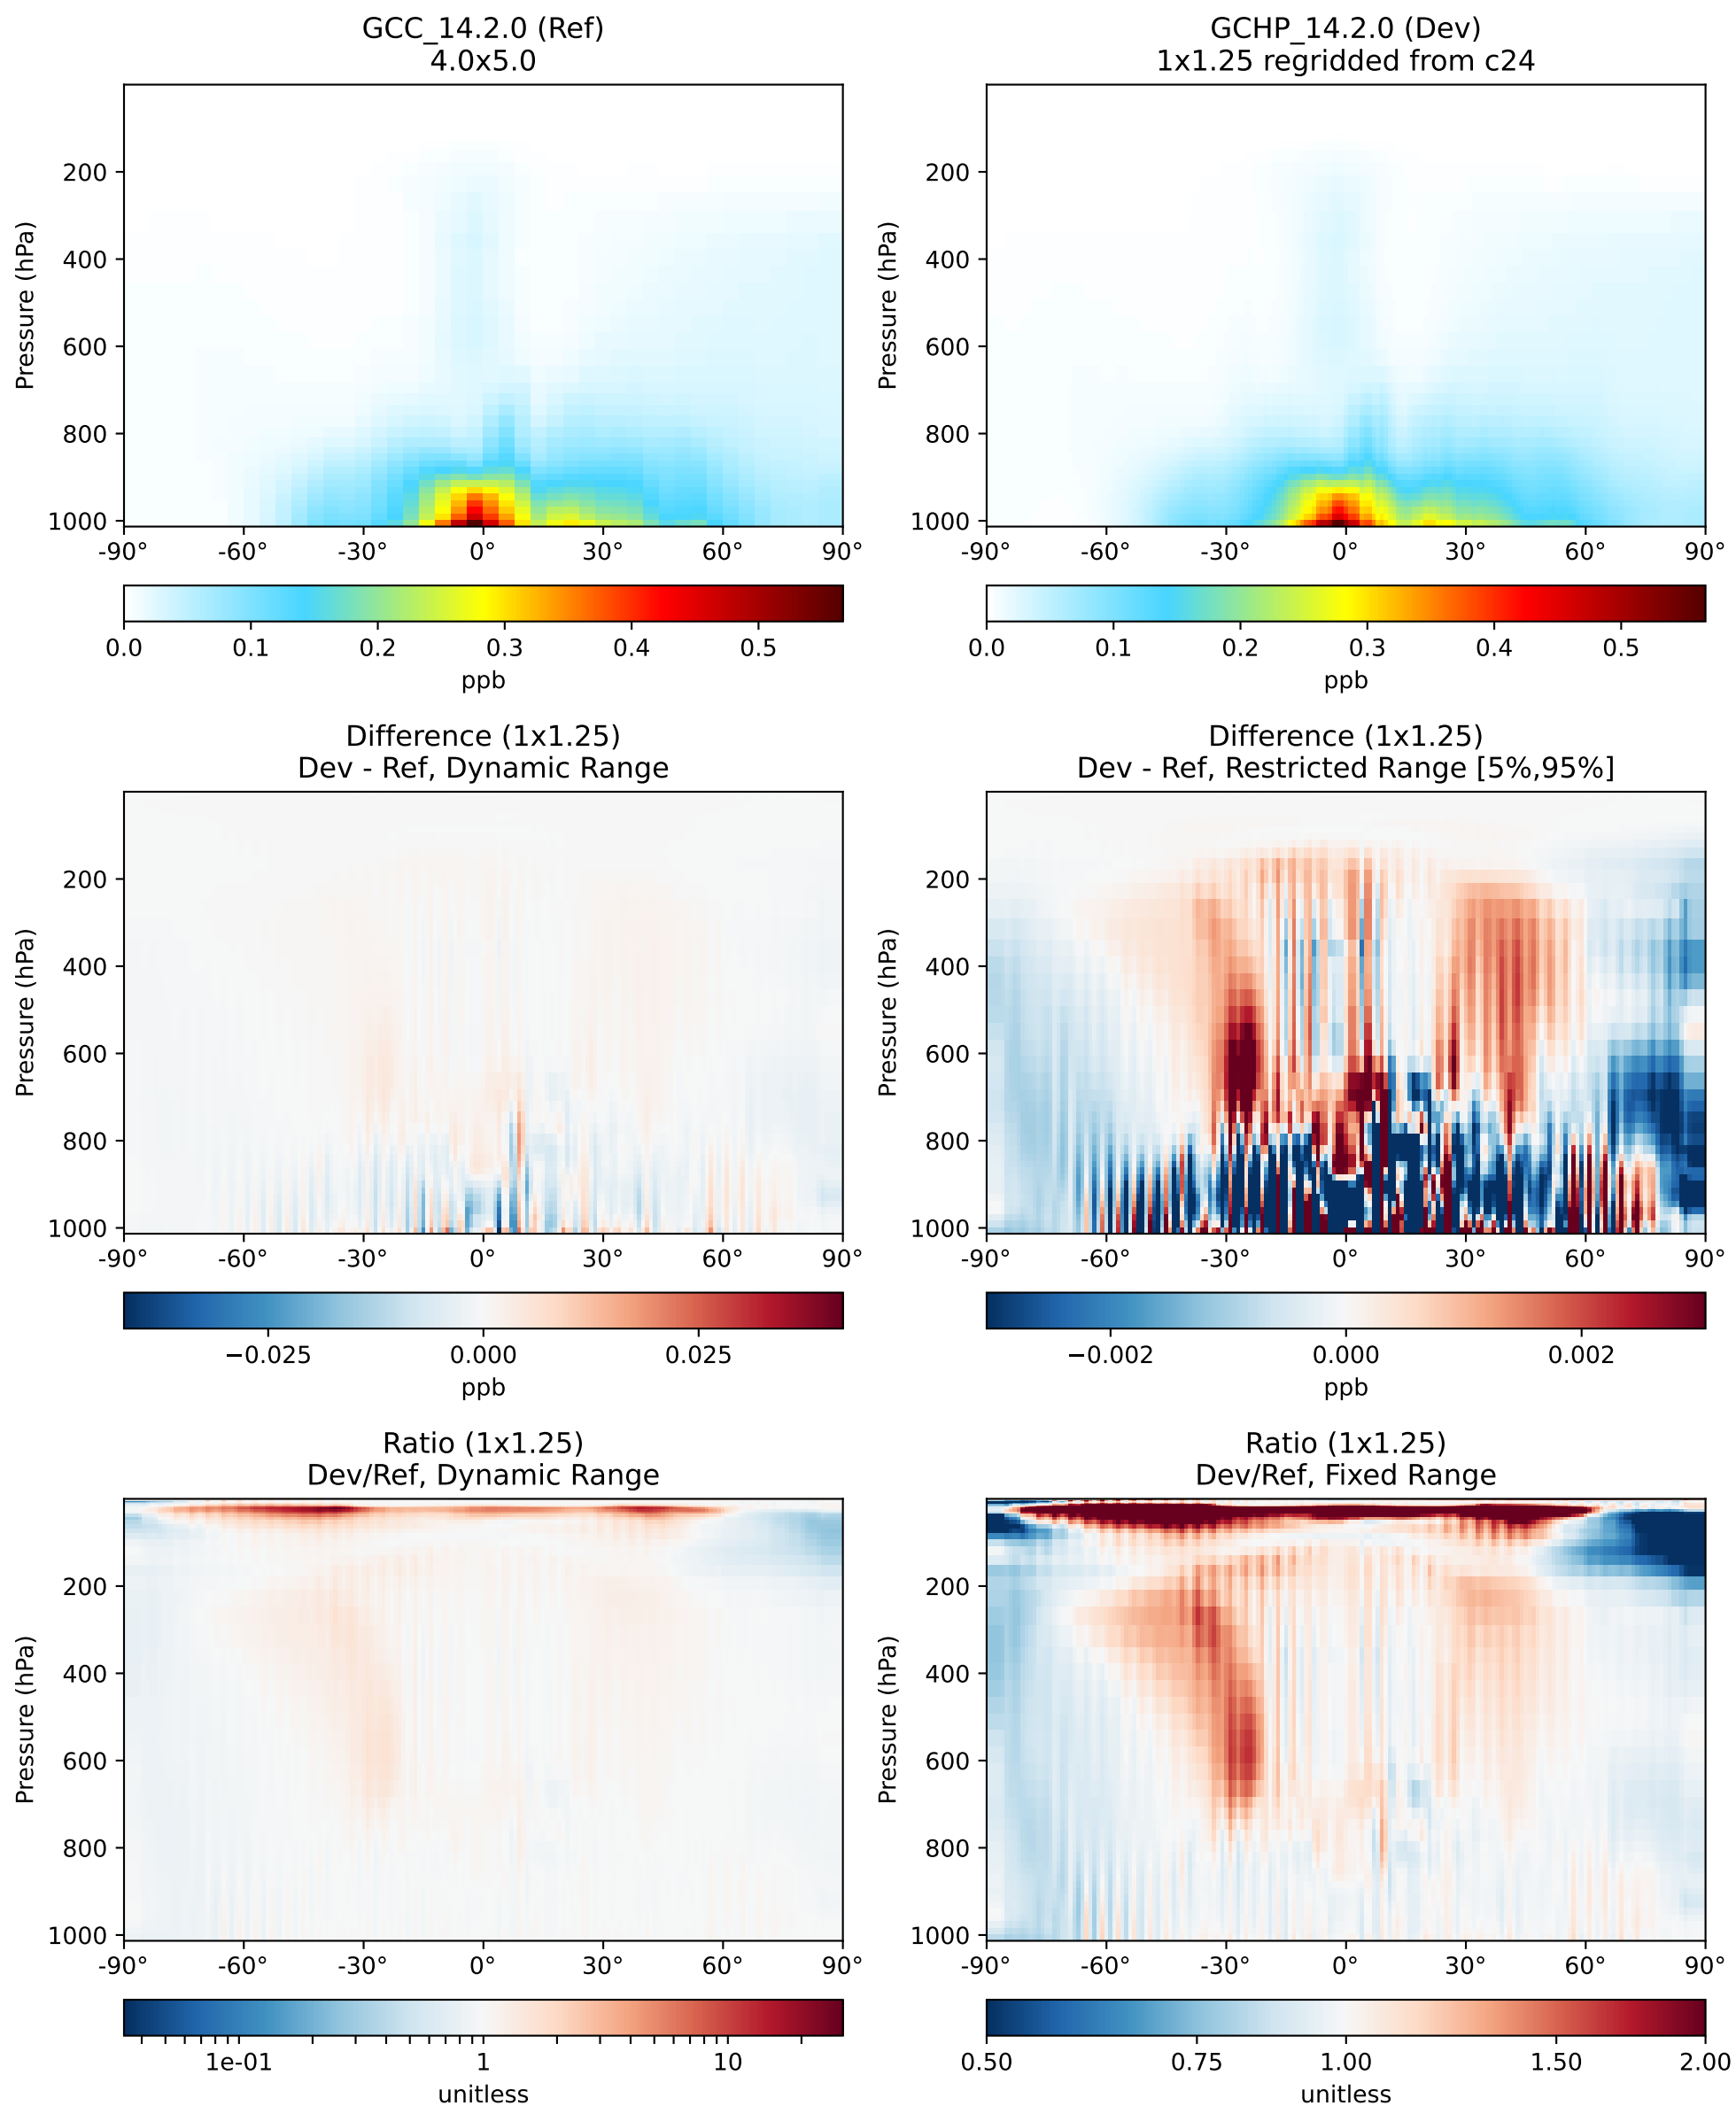 GCC_14.2.0 (Ref)
4.0x5.0
Pressure (hPa)
200
400
600
800
1000
-90° -60° -30° 0° 30° 60° 90°
0.0 0.1 0.2 0.3 0.4 0.5
ppb
GCHP_14.2.0 (Dev)
1x1.25 regridded from c24
Pressure (hPa)
200
400
600
800
1000
-90° -60° -30° 0° 30° 60° 90°
0.0 0.1 0.2 0.3 0.4 0.5
ppb
Difference (1x1.25)
Dev - Ref, Dynamic Range
Pressure (hPa)
200
400
600
800
1000
-90° -60° -30° 0° 30° 60° 90°
−0.025 0.000 0.025
ppb
Difference (1x1.25)
Dev - Ref, Restricted Range [5%,95%]
Pressure (hPa)
200
400
600
800
1000
-90° -60° -30° 0° 30° 60° 90°
−0.002 0.000 0.002
ppb
Ratio (1x1.25)
Dev/Ref, Dynamic Range
Pressure (hPa)
200
400
600
800
1000
-90° -60° -30° 0° 30° 60° 90°
1e-01 1 10
unitless
Ratio (1x1.25)
Dev/Ref, Fixed Range
Pressure (hPa)
200
400
600
800
1000
-90° -60° -30° 0° 30° 60° 90°
0.50 0.75 1.00 1.50 2.00
unitless